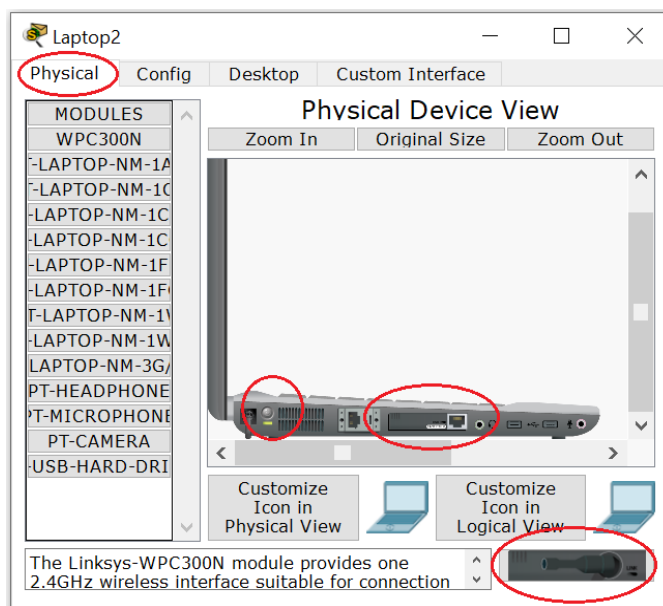 Laptop2
Physical Config Desktop Custom Interface
MODULES
WPC300N
T-LAPTOP-NM-1A
T-LAPTOP-NM-1C
-LAPTOP-NM-1C
-LAPTOP-NM-1C
-LAPTOP-NM-1F
-LAPTOP-NM-1F
T-LAPTOP-NM-1
-LAPTOP-NM-1W
LAPTOP-NM-3G/
PT-HEADPHONE
PT-MICROPHONE
PT-CAMERA
-USB-HARD-DRI
Physical Device View
Zoom In Original Size Zoom Out
Customize
Icon in
Physical View
Customize
Icon in
Logical View
The Linksys-WPC300N module provides one
2.4GHz wireless interface suitable for connection